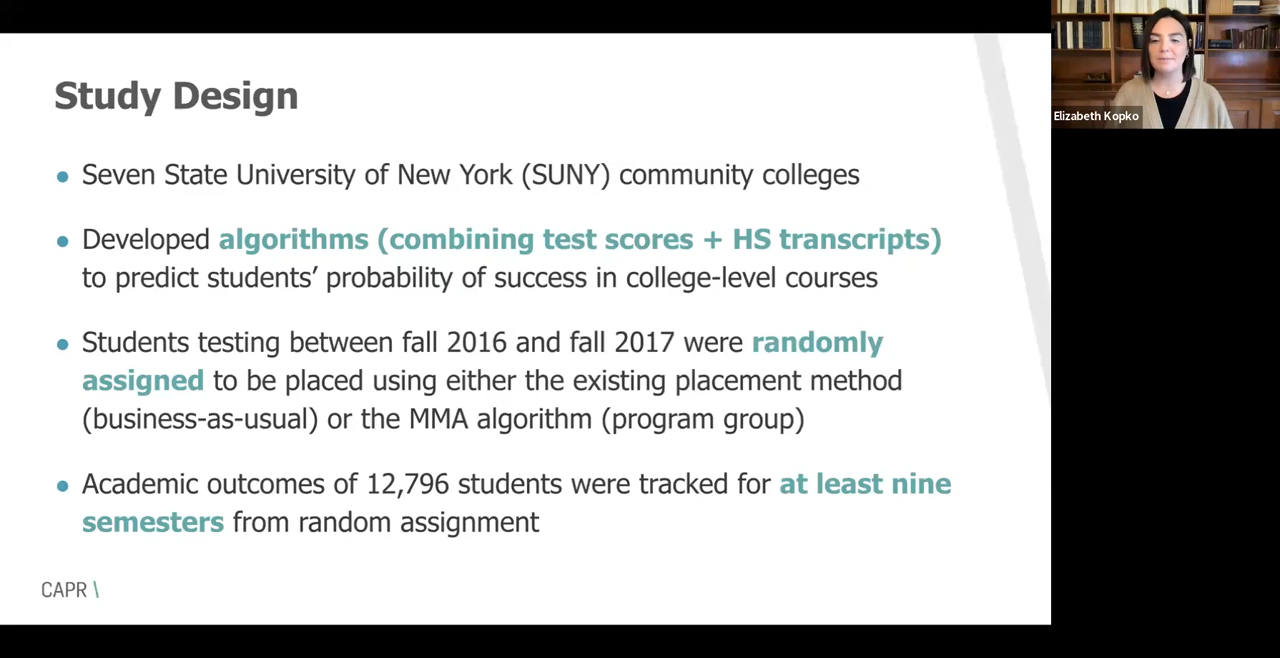 Study Design
• Seven State University of New York (SUNY) community colleges
• Developed algorithms (combining test scores + HS transcripts)
to predict students’ probability of success in college-level courses
• Students testing between fall 2016 and fall 2017 were randomly
assigned to be placed using either the existing placement method
(business-as-usual) or the MMA algorithm (program group)
• Academic outcomes of 12,796 students were tracked for at least nine
semesters from random assignment
CAPR \
Elizabeth Kopko